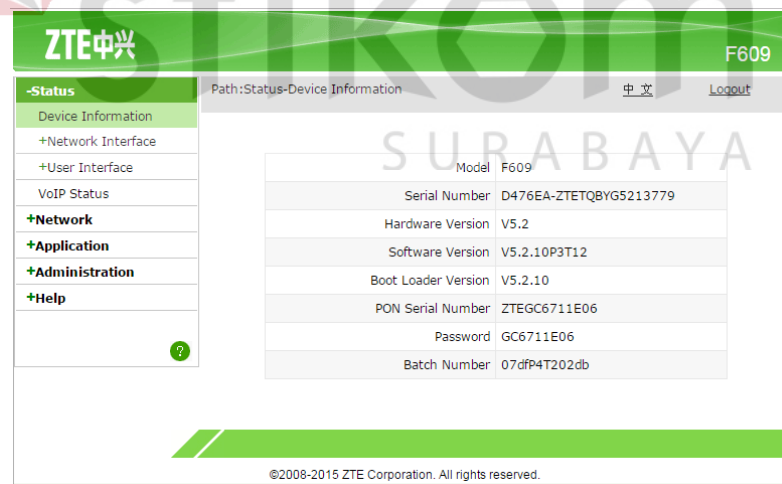 STIKOM
SURABAYA
ZTE中兴
F609
-Status
Path:Status-Device Information
中 文
Logout
Device Information
+Network Interface
+User Interface
VoIP Status
+Network
+Application
+Administration
+Help
?
Model F609
Serial Number D476EA-ZTETQBYG5213779
Hardware Version V5.2
Software Version V5.2.10P3T12
Boot Loader Version V5.2.10
PON Serial Number ZTEGC6711E06
Password GC6711E06
Batch Number 07dfP4T202db
©2008-2015 ZTE Corporation. All rights reserved.